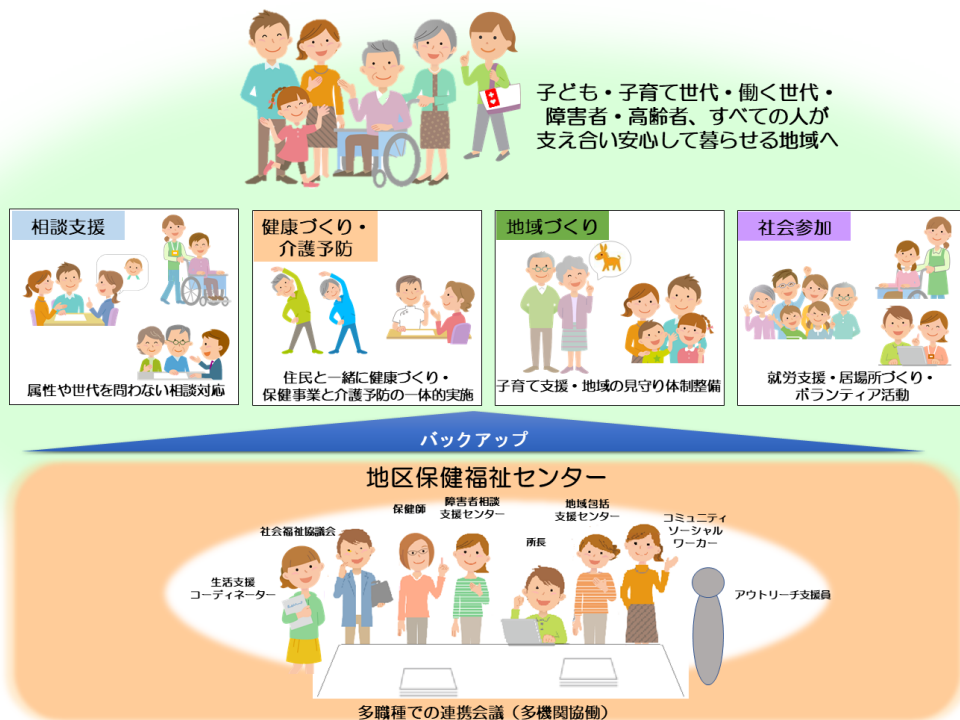 子ども・子育て世代・働く世代・
障害者・高齢者、すべての人が
支え合い安心して暮らせる地域へ
相談支援
属性や世代を問わない相談対応
健康づくり・
介護予防
住民と一緒に健康づくり・
保健事業と介護予防の一体的実施
地域づくり
子育て支援・地域の見守り体制整備
社会参加
就労支援・居場所づくり・
ボランティア活動
バックアップ
地区保健福祉センター
生活支援
コーディネーター
社会福祉協議会
保健師
障害者相談
支援センター
所長
地域包括
支援センター
コミュニティ
ソーシャル
ワーカー
アウトリーチ支援員
多職種での連携会議（多機関協働）